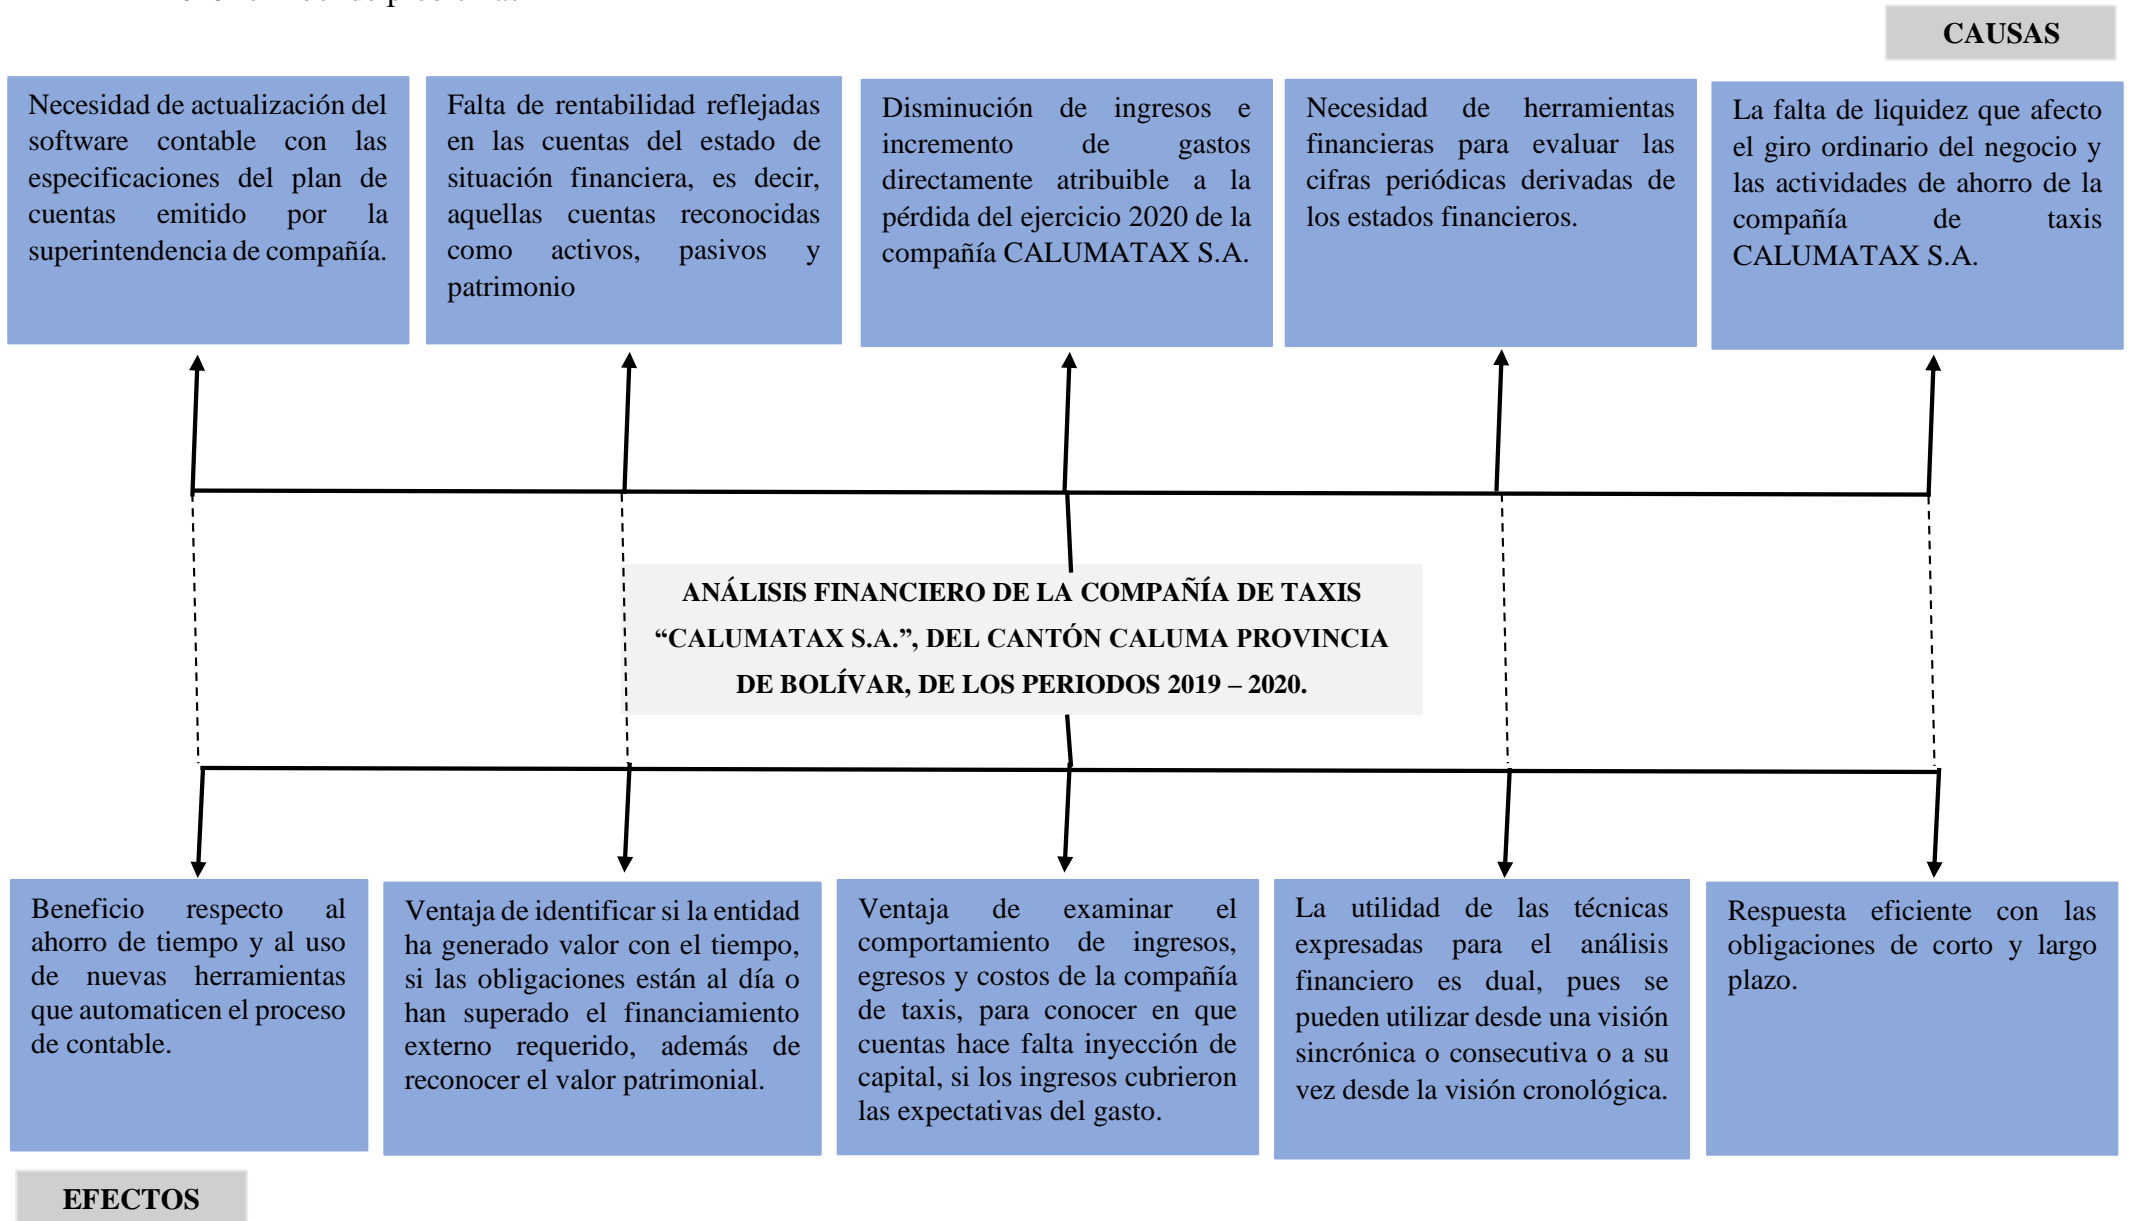 CAUSAS
Necesidad de actualización del
software contable con las
especificaciones del plan de
cuentas emitido por la
superintendencia de compañía.
Falta de rentabilidad reflejadas
en las cuentas del estado de
situación financiera, es decir,
aquellas cuentas reconocidas
como activos, pasivos y
patrimonio
Disminución de ingresos e
incremento de gastos
directamente atribuible a la
pérdida del ejercicio 2020 de la
compañía CALUMATAX S.A.
Necesidad de herramientas
financieras para evaluar las
cifras periódicas derivadas de
los estados financieros.
La falta de liquidez que afecto
el giro ordinario del negocio y
las actividades de ahorro de la
compañía de taxis
CALUMATAX S.A.
ANÁLISIS FINANCIERO DE LA COMPAÑÍA DE TAXIS
“CALUMATAX S.A.”, DEL CANTÓN CALUMA PROVINCIA
DE BOLÍVAR, DE LOS PERIODOS 2019 – 2020.
Beneficio respecto al
ahorro de tiempo y al uso
de nuevas herramientas
que automaticen el proceso
de contable.
Ventaja de identificar si la entidad
ha generado valor con el tiempo,
si las obligaciones están al día o
han superado el financiamiento
externo requerido, además de
reconocer el valor patrimonial.
Ventaja de examinar el
comportamiento de ingresos,
egresos y costos de la compañía
de taxis, para conocer en que
cuentas hace falta inyección de
capital, si los ingresos cubrieron
las expectativas del gasto.
La utilidad de las técnicas
expresadas para el análisis
financiero es dual, pues se
pueden utilizar desde una visión
sincrónica o consecutiva o a su
vez desde la visión cronológica.
Respuesta eficiente con las
obligaciones de corto y largo
plazo.
EFECTOS